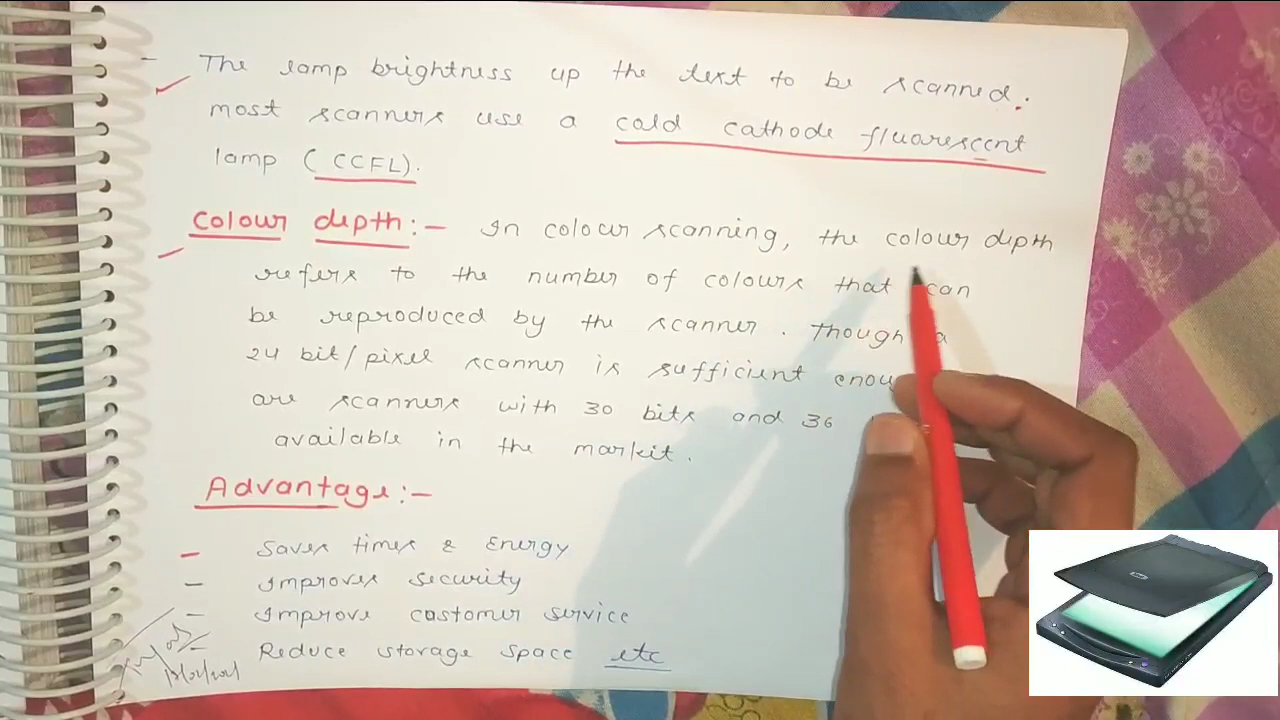 - The lamp brightness up the text to be scanned.
most scanners use a cold cathode fluarescent
lamp (CCFL).
Colour depth:- In colour scanning, the colour depth
refers to the number of colours that can
be reproduced by the scanner. Though a
24 bit/pixel scanner is sufficient
are scanners with 30 bits and 36
available in the markit.
Advantage:-
- Saves times & Energy
- Improves security
- Improve costomer service
- Reduce storage space etc